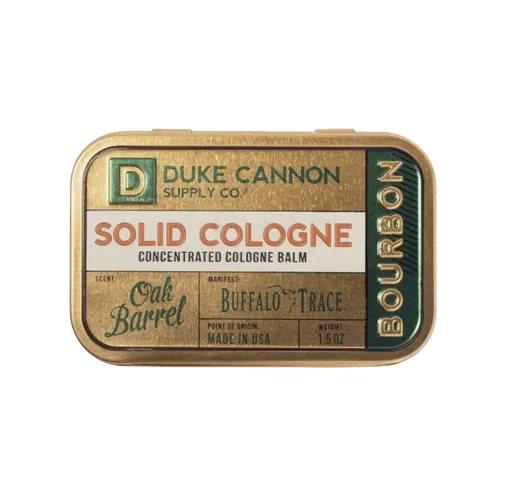 D
DUKE CANNON
SUPPLY CO.
SOLID COLOGNE
CONCENTRATED COLOGNE BALM
SCENT:
Oak
Barrel
MANIFEST:
BUFFALO TRACE
POINT OF ORIGIN:
MADE IN USA
WEIGHT:
1.5 OZ
BOURBON